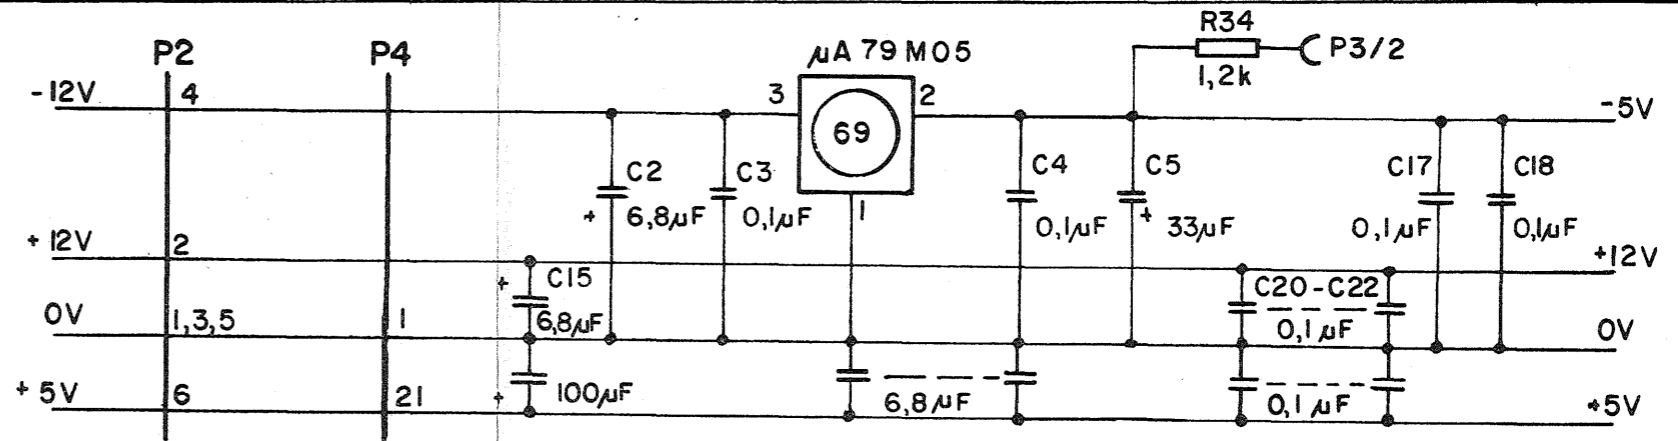 R34
P2 P4 µA 79 M05 P3/2
1,2k
-12V 4 3 2 -5V
69
C2 C3 C4 C5 C17 C18
1
+ 6,8µF 0,1µF 0,1µF + 33µF 0,1µF 0,1µF
+12V 2 +12V
+ C15 C20-C22
0V 1,3,5 1 6,8µF 0,1µF 0V
+5V 6 21 + 100µF 6,8µF 0,1µF +5V